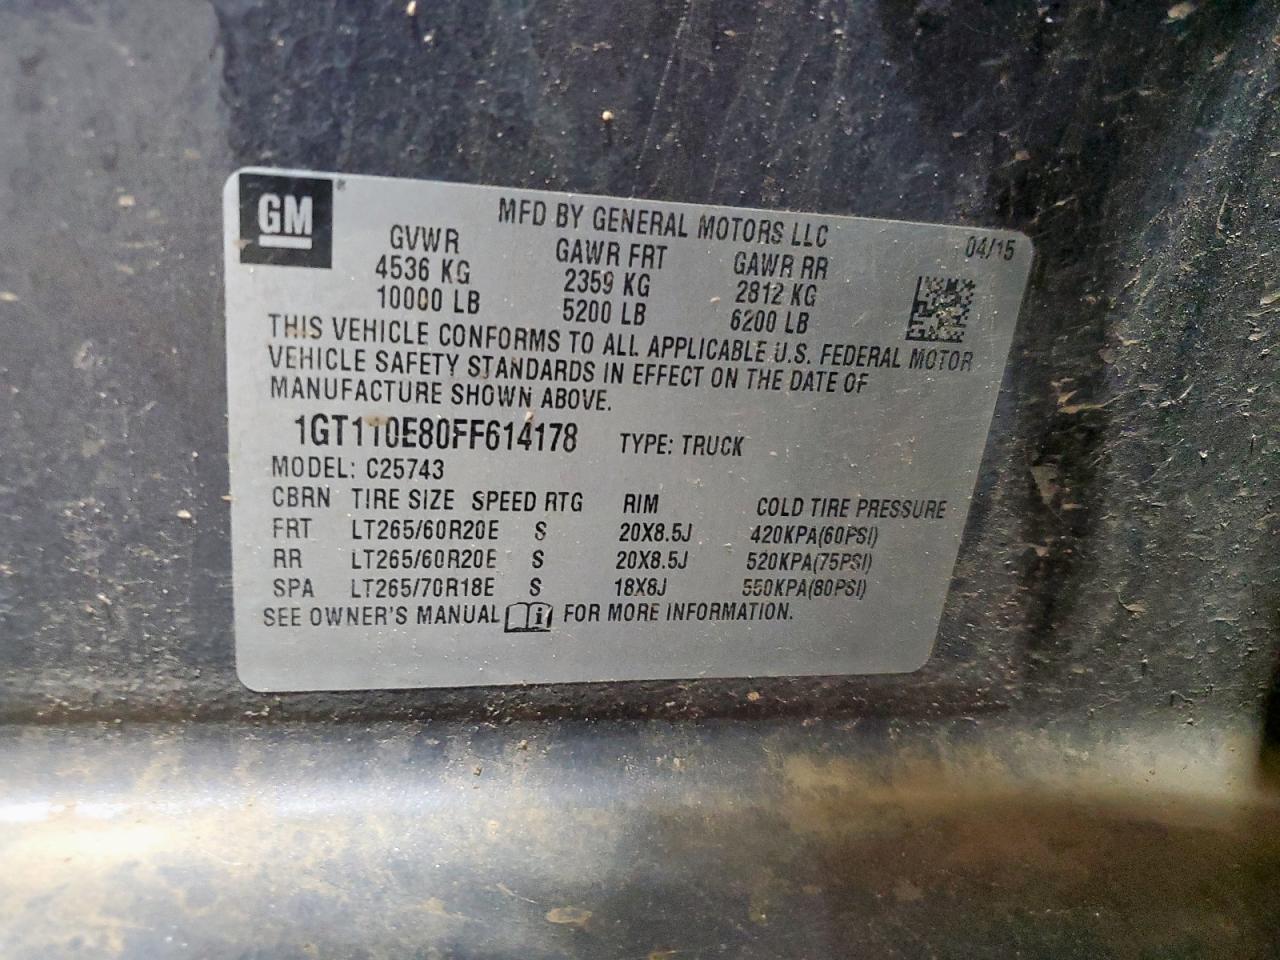 GM
MFD BY GENERAL MOTORS LLC
04/15
GVWR GAWR FRT GAWR RR
4536 KG 2359 KG 2812 KG
10000 LB 5200 LB 6200 LB
THIS VEHICLE CONFORMS TO ALL APPLICABLE U.S. FEDERAL MOTOR
VEHICLE SAFETY STANDARDS IN EFFECT ON THE DATE OF
MANUFACTURE SHOWN ABOVE.
1GT110E80FF614178 TYPE: TRUCK
MODEL: C25743
CBRN TIRE SIZE SPEED RTG RIM COLD TIRE PRESSURE
FRT LT265/60R20E S 20X8.5J 420KPA(60PSI)
RR LT265/60R20E S 20X8.5J 520KPA(75PSI)
SPA LT265/70R18E S 18X8J 550KPA(80PSI)
SEE OWNER'S MANUAL i FOR MORE INFORMATION.